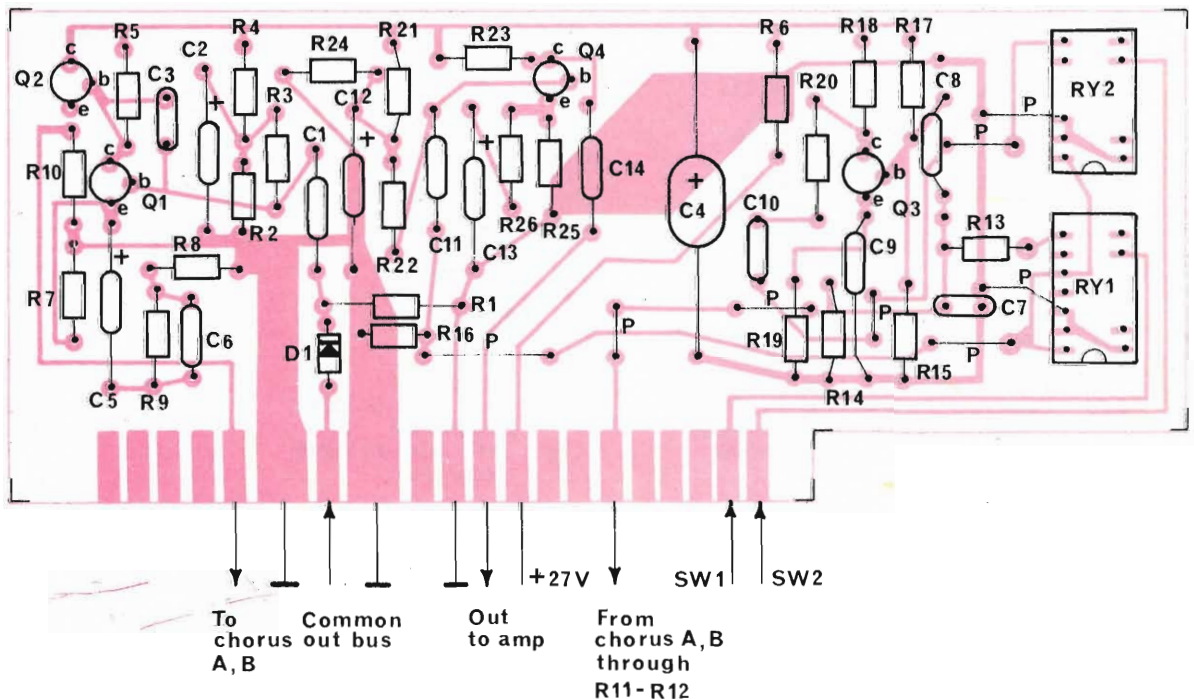 R5
R4
R21
R23
R6
R18
R17
C2
R24
Q4
c
Q2
c
b
e
C3
R3
C12
+
+
b
e
R20
C8
P
RY2
C1
+
C14
+
C4
c
b
e
Q3
R10
c
b
e
Q1
R2
R22
C11
C13
R26
R25
C10
C9
R13
P
+
R8
R7
R1
P
C7
RY1
C6
D1
R16
P
P
R19
P
P
C5
R9
R14
R15
+27V
SW1
SW2
To
chorus
A,B
Common
out bus
Out
to amp
From
chorus A,B
through
R11-R12